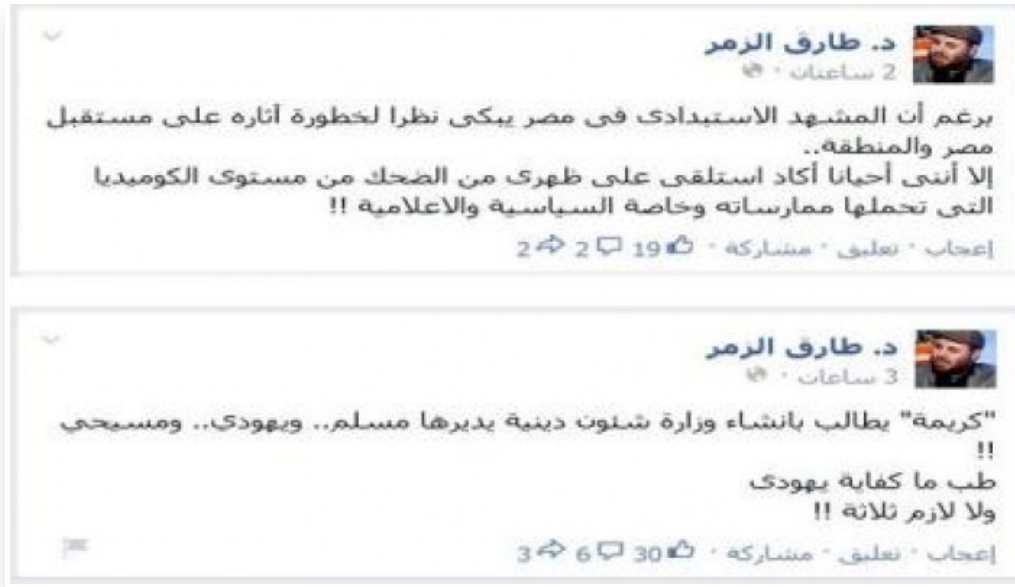 د. طارق الزمر
2 ساعتات ·
برغم أن المشهد الاستبدادى فى مصر يبكى نظرا لخطورة آثاره على مستقبل
مصر والمنطقة..
إلا أننى أحيانا أكاد استلقى على ظهرى من الضحك من مستوى الكوميديا
التى تحملها ممارساته وخاصة السياسية والاعلامية !!
إعجاب · تعليق · مشاركة · 19 2 2
د. طارق الزمر
3 ساعات ·
"كريمة" يطالب بانشاء وزارة شئون دينية يديرها مسلم.. ويهودى.. ومسيحي
!!
طب ما كفاية يهودى
ولا لازم ثلاثة !!
إعجاب · تعليق · مشاركة · 30 6 3